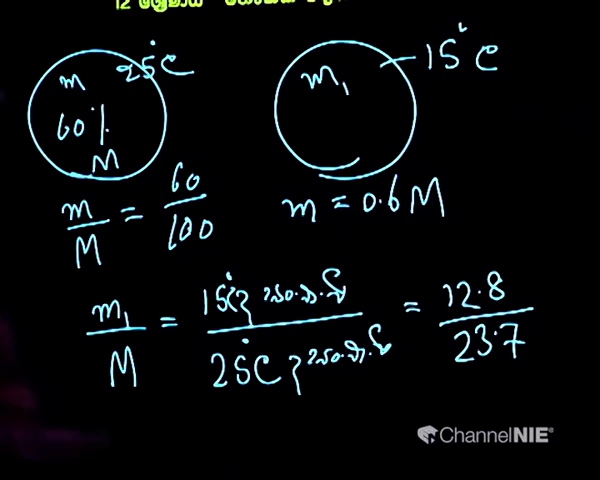 25°C
m
60%
M
m₁
15°C
m/M = 60/100
m = 0.6M
m₁/M = 15°C දී සං.වා.පී / 25°C දී සං.වා.පී = 12.8/23.7
ChannelNIE